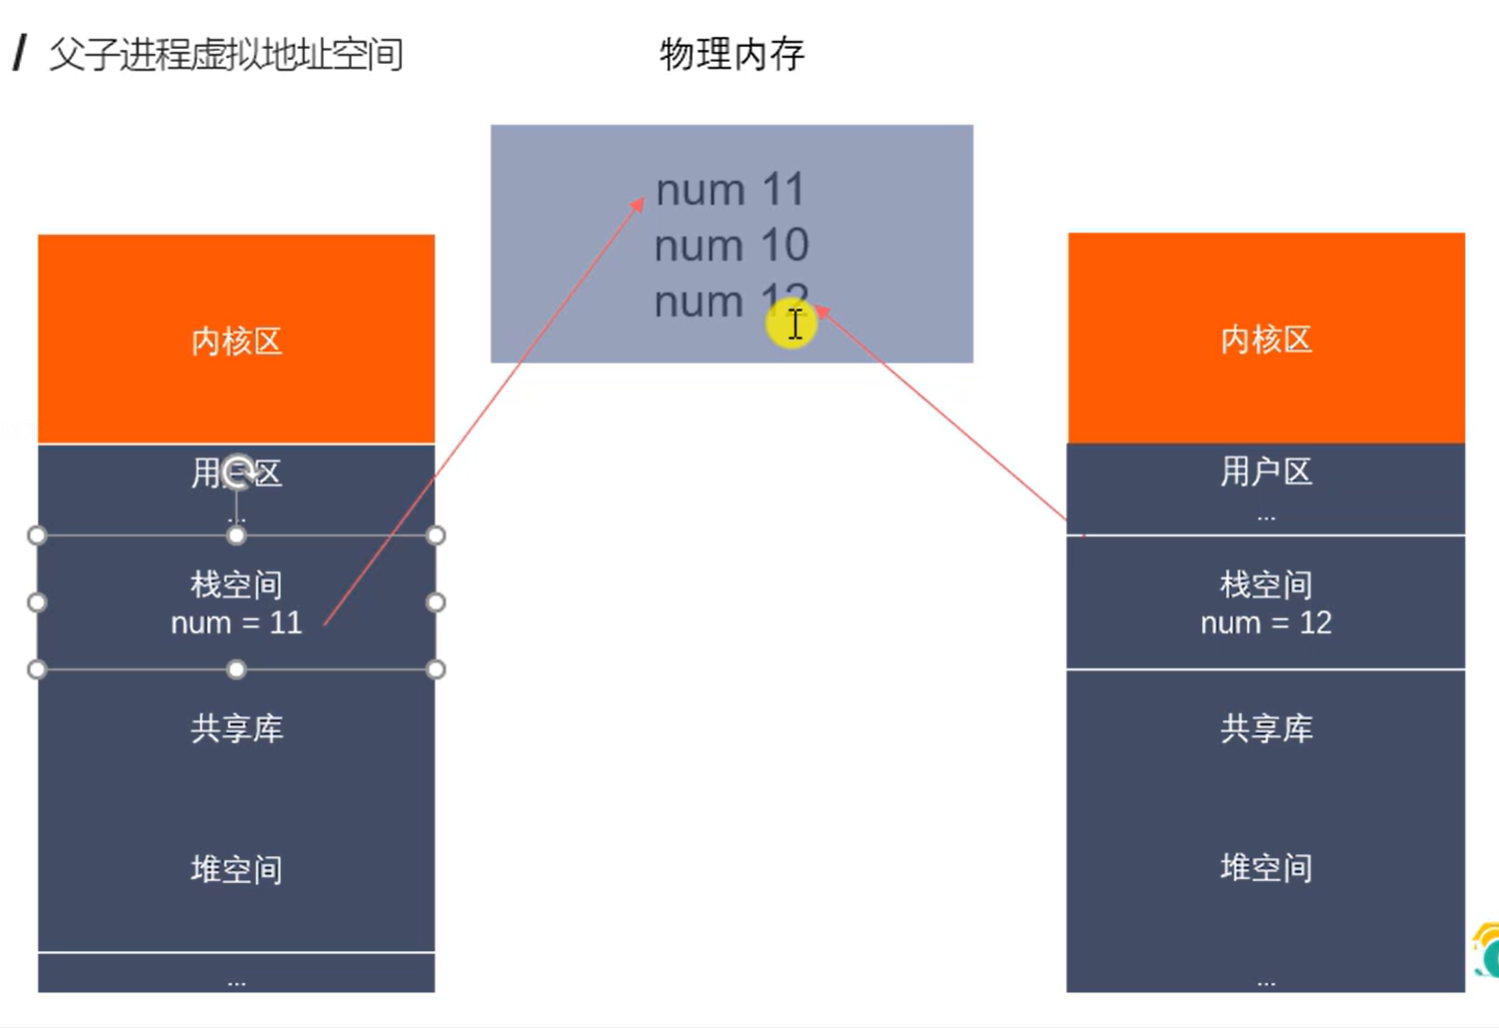 / 父子进程虚拟地址空间
物理内存
num 11
num 10
num 12
内核区
用户区
...
栈空间
num = 11
共享库
堆空间
...
内核区
用户区
...
栈空间
num = 12
共享库
堆空间
...